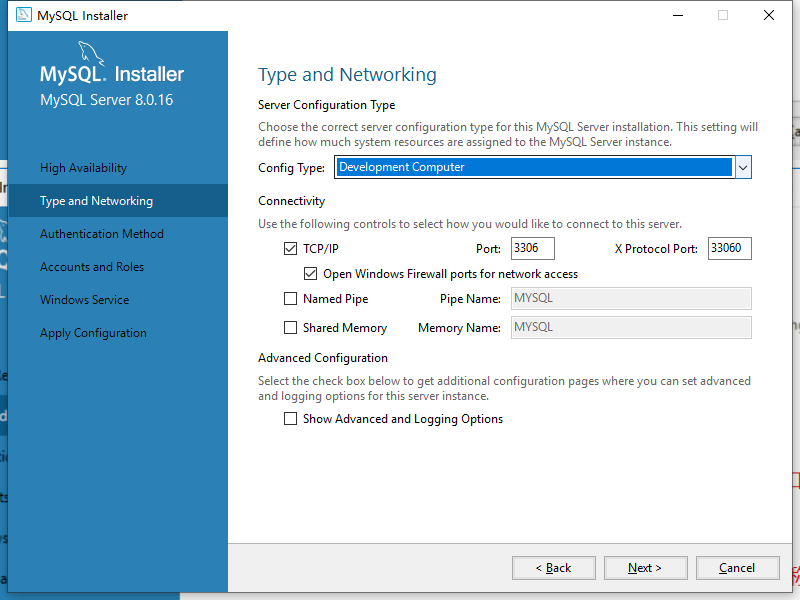 MySQL Installer
MySQL. Installer
MySQL Server 8.0.16
High Availability
Type and Networking
Authentication Method
Accounts and Roles
Windows Service
Apply Configuration
Type and Networking
Server Configuration Type
Choose the correct server configuration type for this MySQL Server installation. This setting will
define how much system resources are assigned to the MySQL Server instance.
Config Type: Development Computer
Connectivity
Use the following controls to select how you would like to connect to this server.
TCP/IP Port: 3306 X Protocol Port: 33060
Open Windows Firewall ports for network access
Named Pipe Pipe Name: MYSQL
Shared Memory Memory Name: MYSQL
Advanced Configuration
Select the check box below to get additional configuration pages where you can set advanced
and logging options for this server instance.
Show Advanced and Logging Options
< Back Next > Cancel